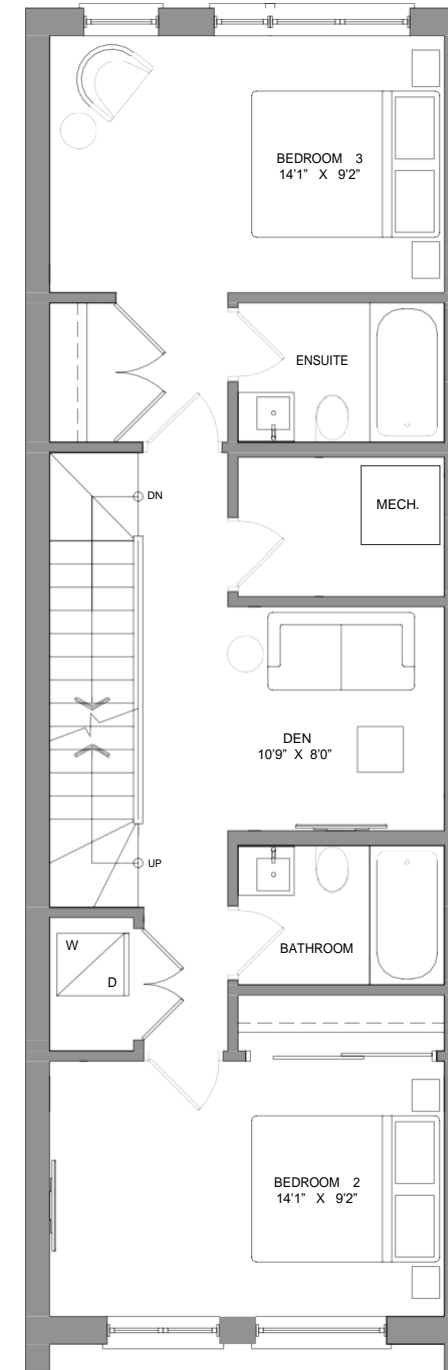 BEDROOM 3
14'1" X 9'2"
ENSUITE
DN
MECH.
DEN
10'9" X 8'0"
UP
BATHROOM
W
D
BEDROOM 2
14'1" X 9'2"